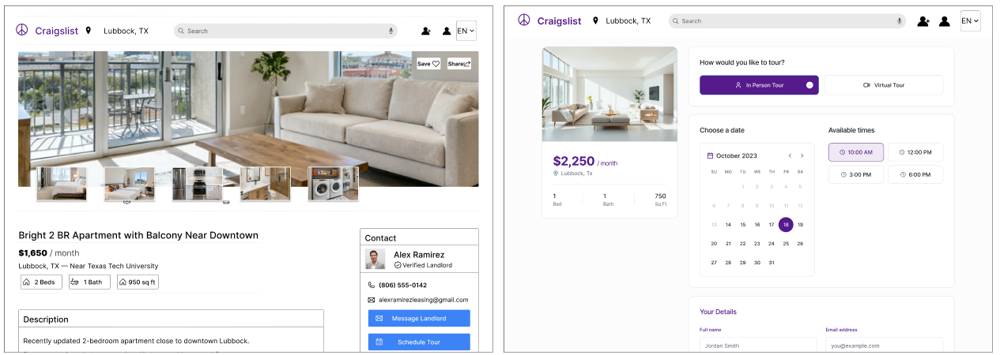 Craigslist Lubbock, TX Search EN
Save Share
Bright 2 BR Apartment with Balcony Near Downtown
$1,650 / month
Lubbock, TX — Near Texas Tech University
2 Beds 1 Bath 950 sq ft
Description
Recently updated 2-bedroom apartment close to downtown Lubbock.
Contact
Alex Ramirez
Verified Landlord
(806) 555-0142
alexramirezleasing@gmail.com
Message Landlord
Schedule Tour
Craigslist Lubbock, TX Search EN
$2,250 / month
Lubbock, Tx
1 1 750
Bed Bath Sq Ft
How would you like to tour?
In Person Tour Virtual Tour
Choose a date
October 2023
SU MO TU WE TH FR SA
1 2 3 4 5
6 7 8 9 10 11 12
13 14 15 16 17 18 19
20 21 22 23 24 25 26
27 28 29 30 31
Available times
10:00 AM 12:00 PM
3:00 PM 6:00 PM
Your Details
Full name Email address
Jordan Smith you@example.com